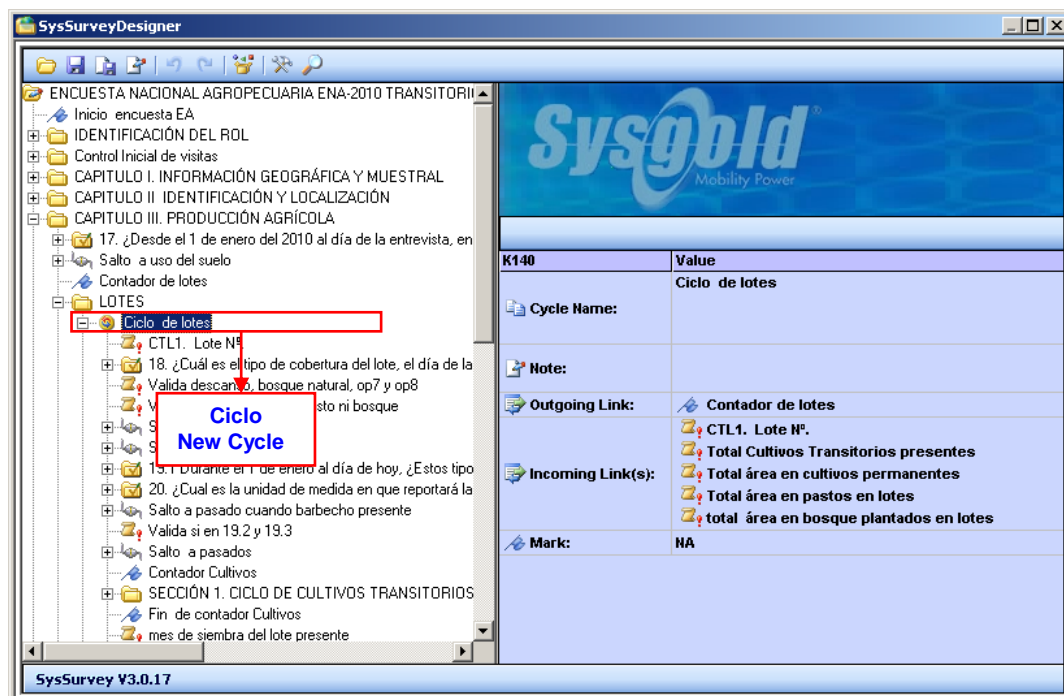 SysSurveyDesigner
ENCUESTA NACIONAL AGROPECUARIA ENA-2010 TRANSITORI
Inicio encuesta EA
IDENTIFICACIÓN DEL ROL
Control Inicial de visitas
CAPITULO I. INFORMACIÓN GEOGRÁFICA Y MUESTRAL
CAPITULO II IDENTIFICACIÓN Y LOCALIZACIÓN
CAPITULO III. PRODUCCIÓN AGRÍCOLA
17. ¿Desde el 1 de enero del 2010 al día de la entrevista, en
Salto a uso del suelo
Contador de lotes
LOTES
Ciclo de lotes
CTL1. Lote Nº
18. ¿Cuál es el tipo de cobertura del lote, el día de la
Valida descanso, bosque natural, op7 y op8
V sto ni bosque
S
S
Ciclo
New Cycle
19.1 Durante el 1 de enero al día de hoy, ¿Estos tipo
20. ¿Cual es la unidad de medida en que reportará la
Salto a pasado cuando barbecho presente
Valida si en 19.2 y 19.3
Salto a pasados
Contador Cultivos
SECCIÓN 1. CICLO DE CULTIVOS TRANSITORIOS
Fin de contador Cultivos
mes de siembra del lote presente
Sysgold®
Mobility Power
K140 Value
Cycle Name: Ciclo de lotes
Note:
Outgoing Link: Contador de lotes
Incoming Link(s): CTL1. Lote Nº.
Total Cultivos Transitorios presentes
Total área en cultivos permanentes
Total área en pastos en lotes
total área en bosque plantados en lotes
Mark: NA
SysSurvey V3.0.17